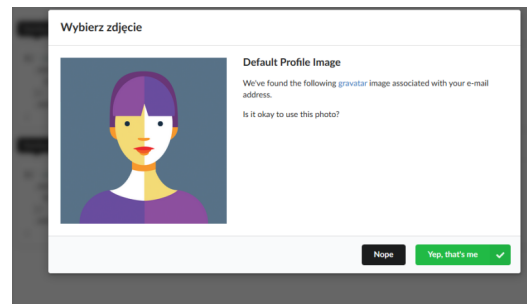 Wybierz zdjęcie
Default Profile Image
We've found the following gravatar image associated with your e-mail
address.
Is it okay to use this photo?
Nope
Yep, that's me